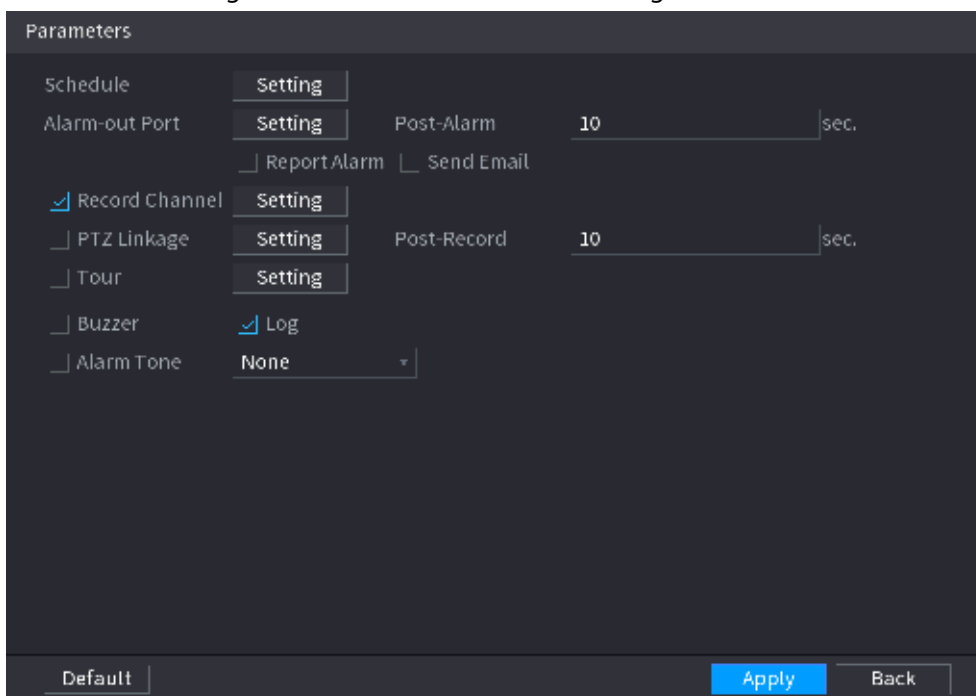 Parameters
Schedule Setting
Alarm-out Port Setting Post-Alarm 10 sec.
Report Alarm Send Email
Record Channel Setting
PTZ Linkage Setting Post-Record 10 sec.
Tour Setting
Buzzer Log
Alarm Tone None
Default Apply Back